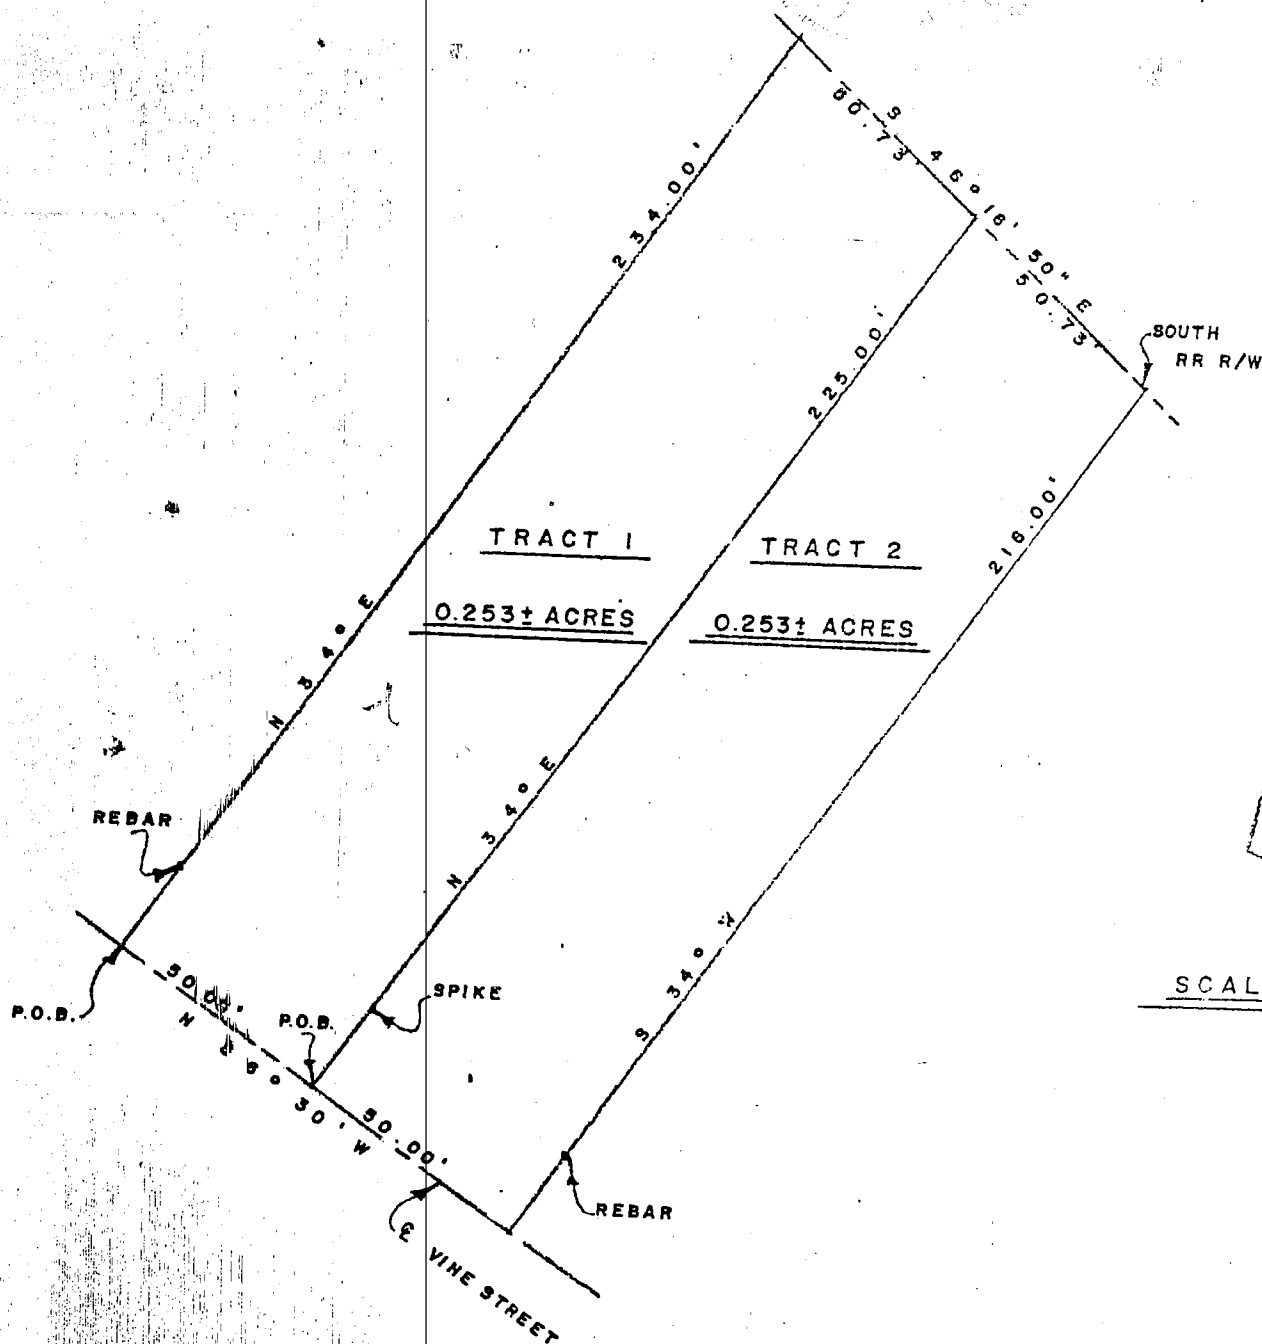 S 46° 18' 50" E
50.73'
50.73'
SOUTH
RR R/W
234.00'
225.00'
216.00'
TRACT 1
0.253± ACRES
TRACT 2
0.253± ACRES
N 34° E
N 34° E
S 34° W
REBAR
P.O.B.
50.00'
P.O.B.
SPIKE
30' W
50.00'
REBAR
℄ VINE STREET
SCAL